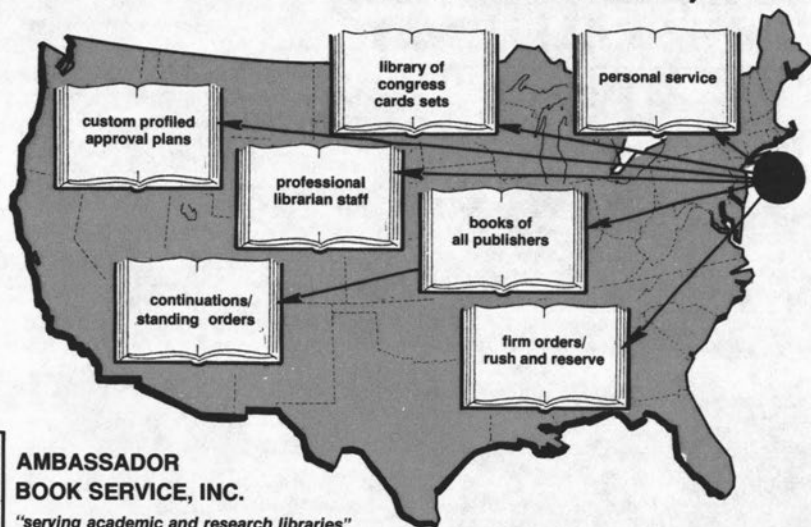 library of
congress
cards sets
personal service
custom profiled
approval plans
professional
librarian staff
books of
all publishers
continuations/
standing orders
firm orders/
rush and reserve
AMBASSADOR
BOOK SERVICE, INC.
"serving academic and research libraries"